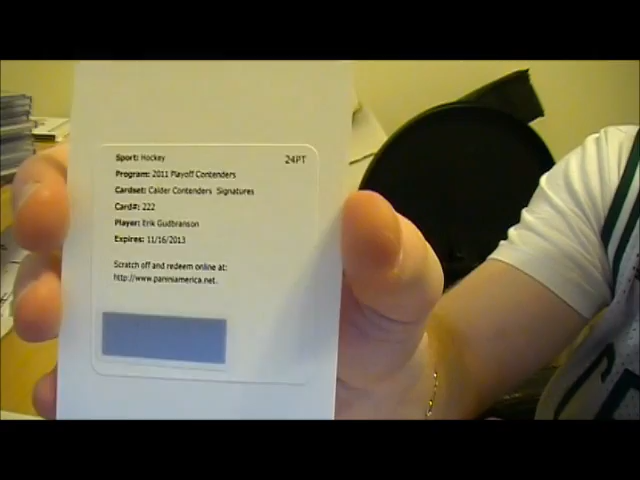 Sport: Hockey
24PT
Program: 2011 Playoff Contenders
Cardset: Calder Contenders Signatures
Card#: 222
Player: Erik Gudbranson
Expires: 11/16/2013
Scratch off and redeem online at:
http://www.paniniamerica.net.